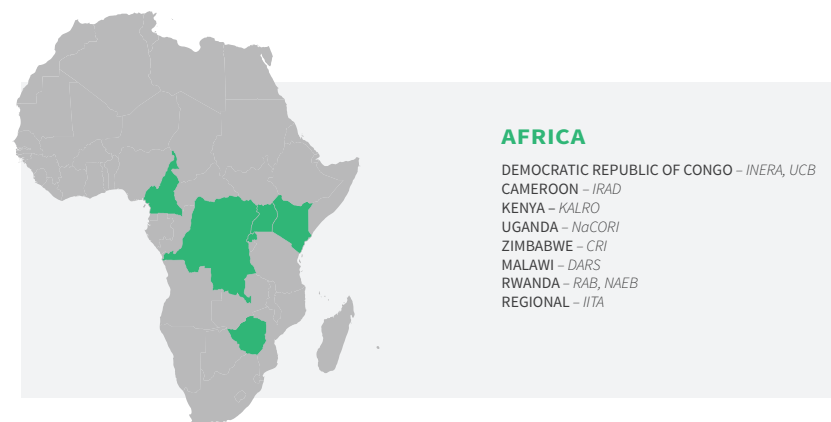 AFRICA
DEMOCRATIC REPUBLIC OF CONGO – INERA, UCB
CAMEROON – IRAD
KENYA – KALRO
UGANDA – NaCORI
ZIMBABWE – CRI
MALAWI – DARS
RWANDA – RAB, NAEB
REGIONAL – IITA